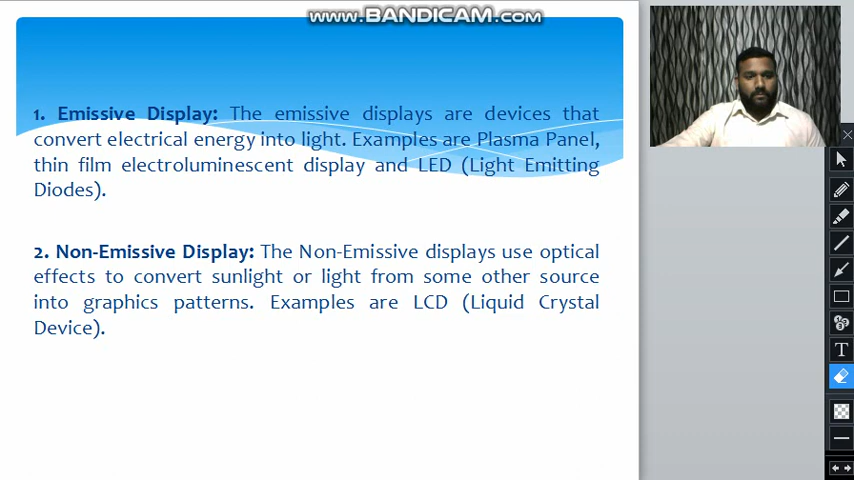 www.BANDICAM.com
1. Emissive Display: The emissive displays are devices that
convert electrical energy into light. Examples are Plasma Panel,
thin film electroluminescent display and LED (Light Emitting
Diodes).
2. Non-Emissive Display: The Non-Emissive displays use optical
effects to convert sunlight or light from some other source
into graphics patterns. Examples are LCD (Liquid Crystal
Device).
T